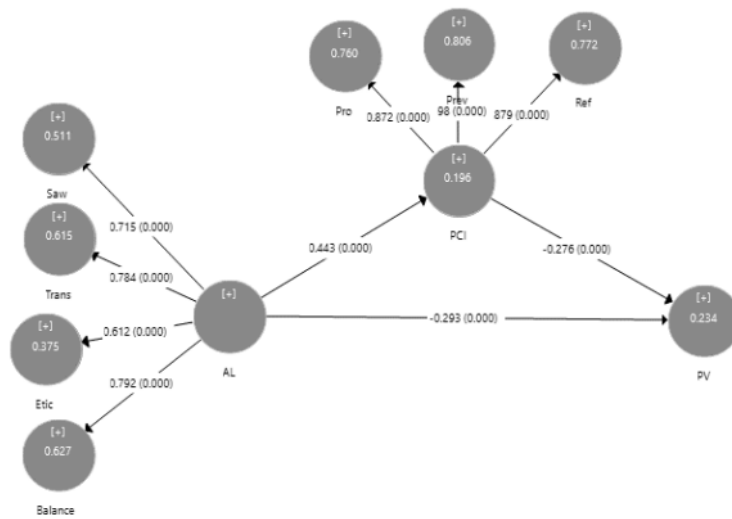 [+]
0.760
Pro
[+]
0.806
Prev
[+]
0.772
Ref
0.872 (0.000)
98 (0.000)
879 (0.000)
[+]
0.511
Saw
[+]
0.196
PCI
[+]
0.615
Trans
0.715 (0.000)
0.784 (0.000)
0.443 (0.000)
-0.276 (0.000)
[+]
0.375
Etic
0.612 (0.000)
[+]
AL
-0.293 (0.000)
[+]
0.234
PV
0.792 (0.000)
[+]
0.627
Balance